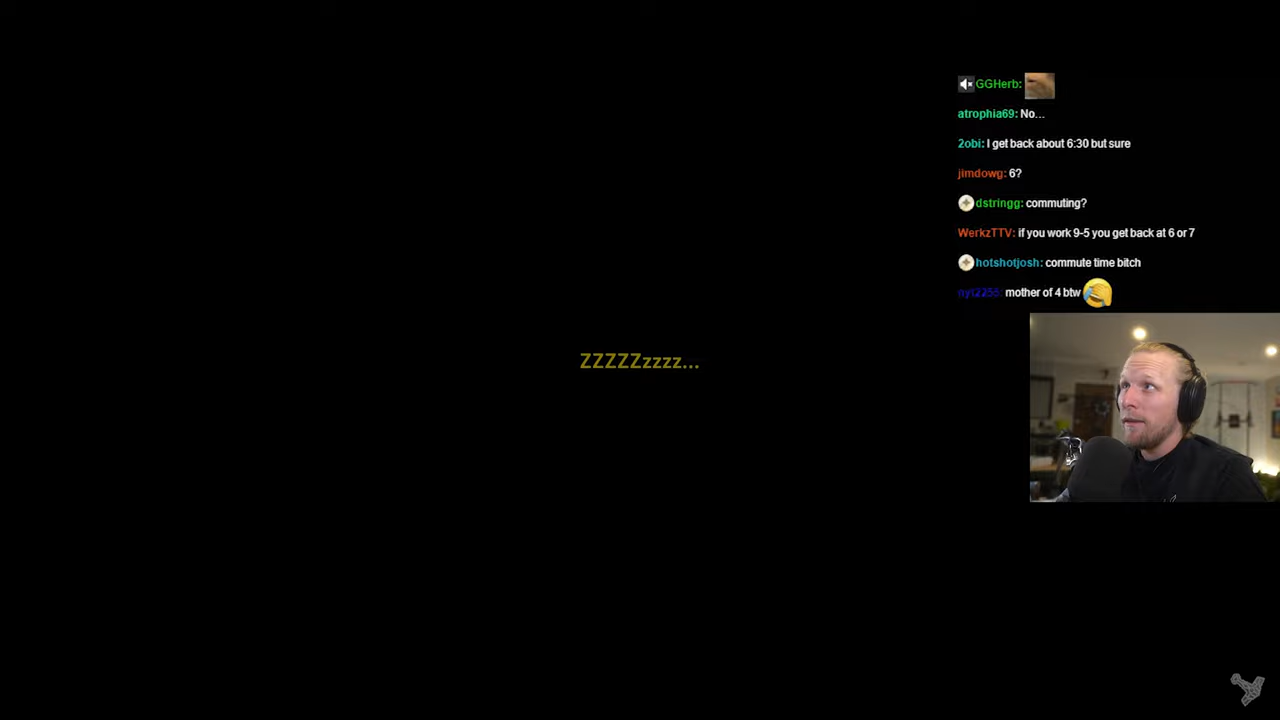 GGHerb:
atrophia69: No...
2obi: I get back about 6:30 but sure
jimdowg: 6?
dstringg: commuting?
WerkzTTV: if you work 9-5 you get back at 6 or 7
hotshotjosh: commute time bitch
mother of 4 btw
ZZZZZzzzz...